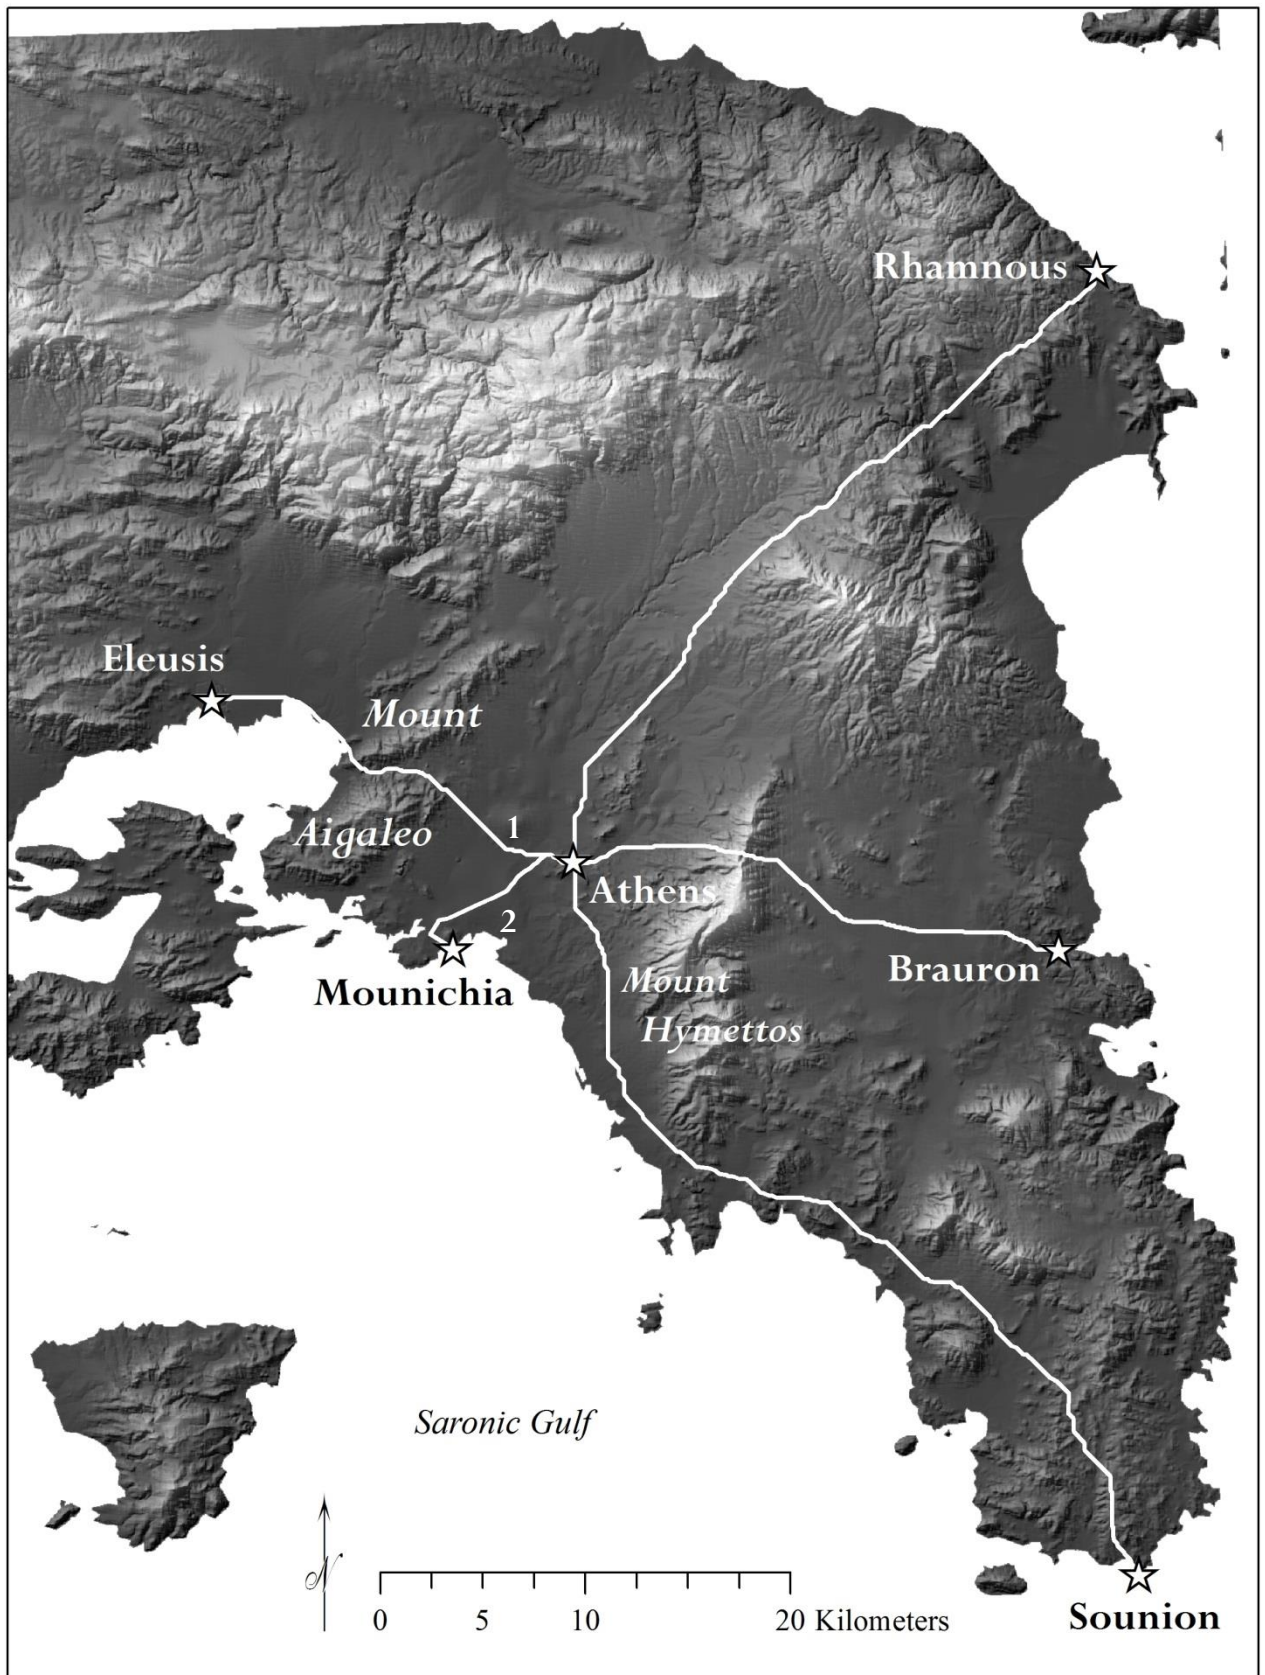 Rhamnous
Eleusis
Mount
Aigaleo
1
Athens
2
Mounichia
Brauron
Mount
Hymettos
Saronic Gulf
N
0 5 10 20 Kilometers
Sounion